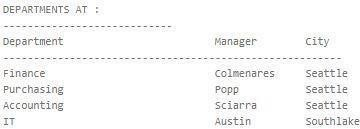 DEPARTMENTS AT :
----------------------------
Department Manager City
--------------------------------------------------------
Finance Colmenares Seattle
Purchasing Popp Seattle
Accounting Sciarra Seattle
IT Austin Southlake